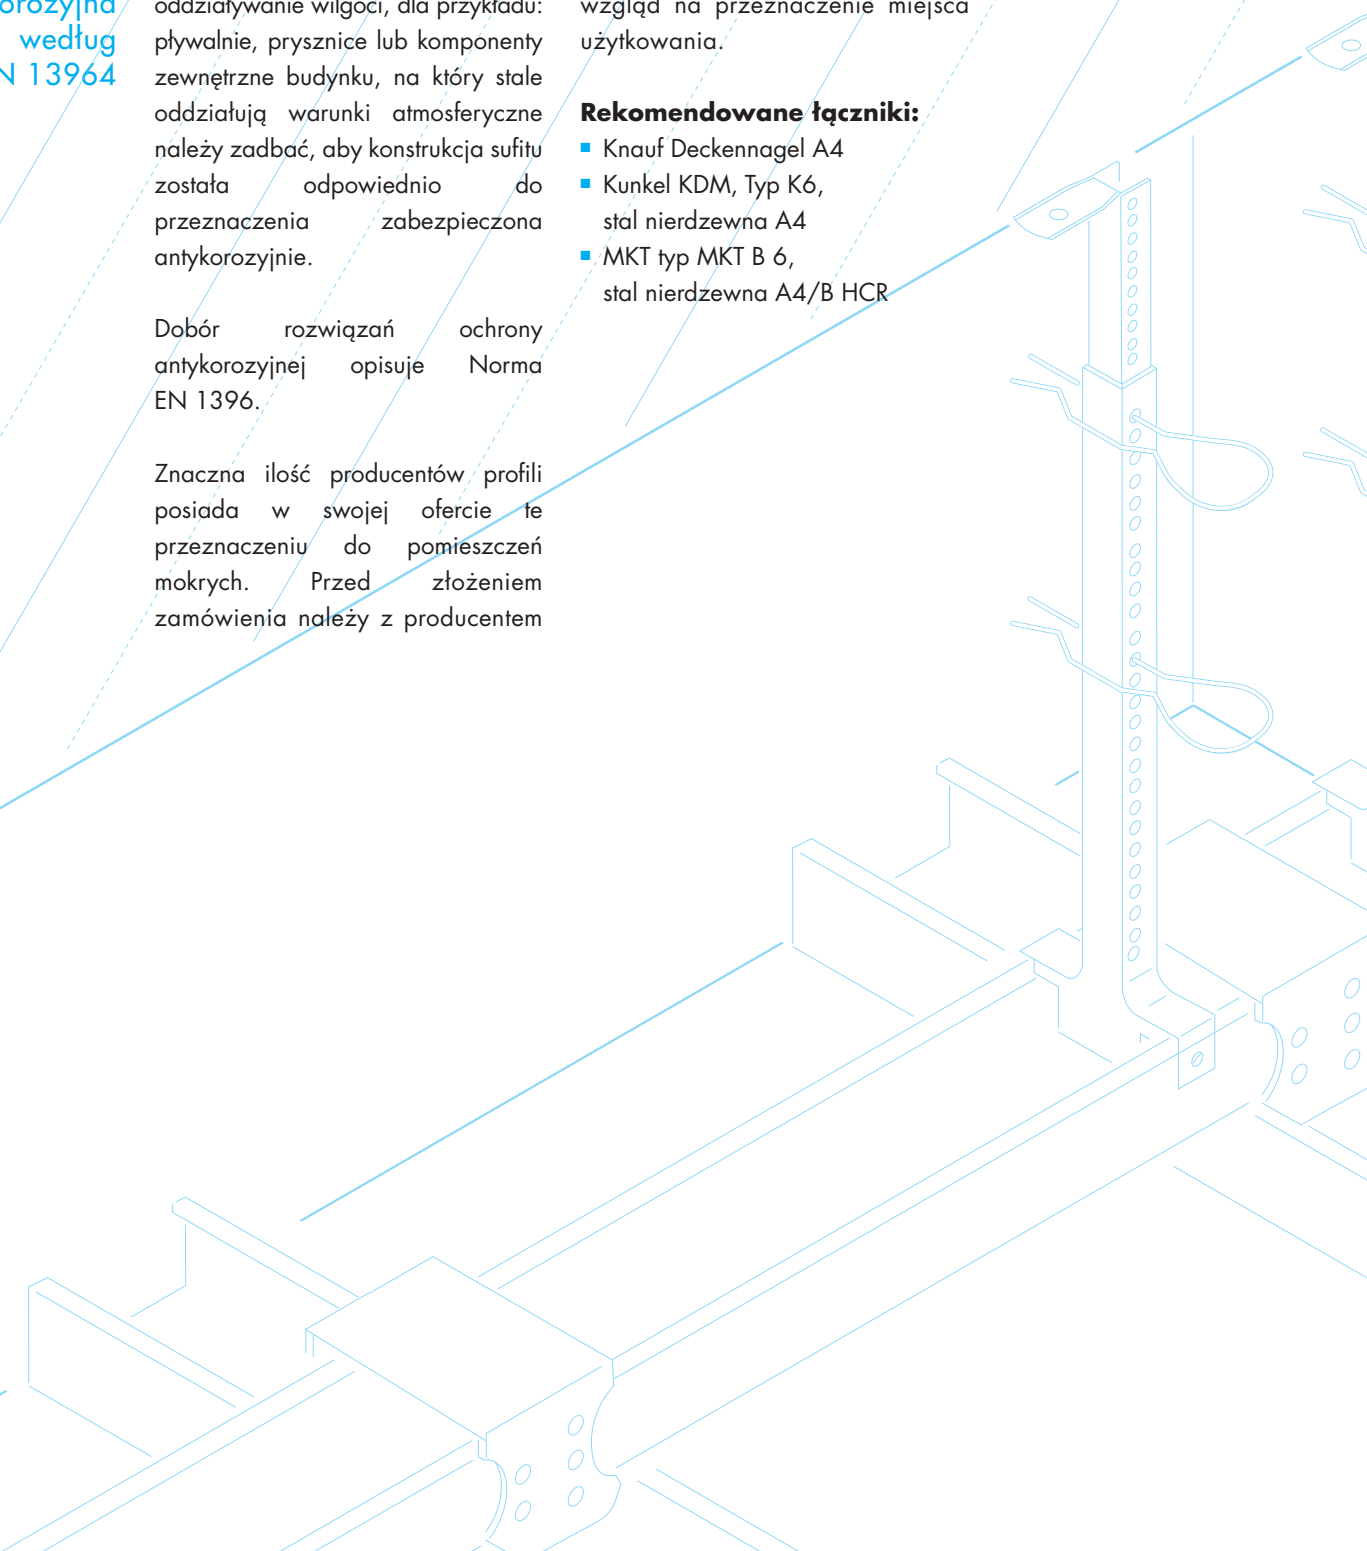 orozyjna
według
N 13964
oddziaływanie wilgoci, dla przykładu:
pływalnie, prysznice lub komponenty
zewnętrzne budynku, na który stale
oddziałują warunki atmosferyczne
należy zadbać, aby konstrukcja sufitu
została odpowiednio do
przeznaczenia zabezpieczona
antykorozyjnie.
Dobór rozwiązań ochrony
antykorozyjnej opisuje Norma
EN 1396.
Znaczna ilość producentów profili
posiada w swojej ofercie te
przeznaczeniu do pomieszczeń
mokrych. Przed złożeniem
zamówienia należy z producentem
wzgląd na przeznaczenie miejsca
użytkowania.
Rekomendowane łączniki:
▪ Knauf Deckennagel A4
▪ Kunkel KDM, Typ K6,
stal nierdzewna A4
▪ MKT typ MKT B 6,
stal nierdzewna A4/B HCR